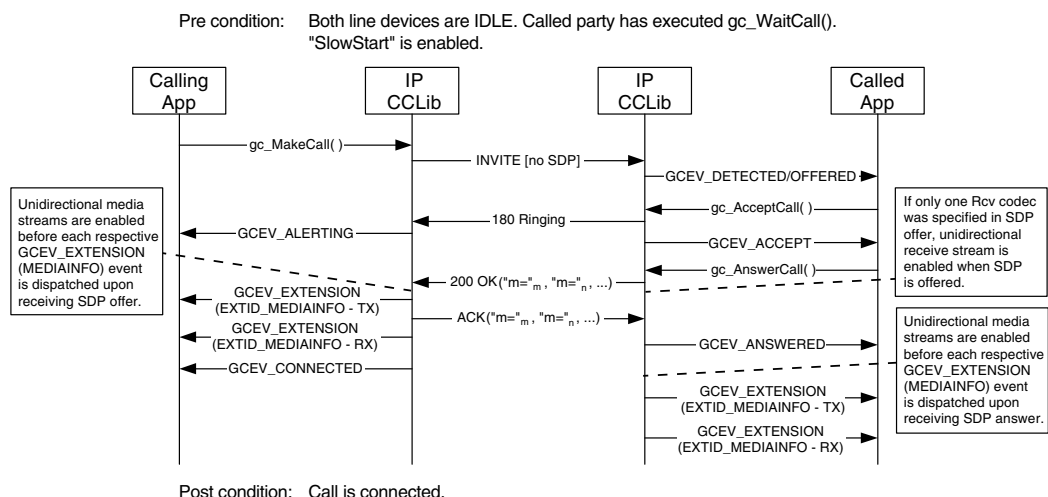 Pre condition: Both line devices are IDLE. Called party has executed gc_WaitCall().
"SlowStart" is enabled.
Calling
App
IP
CCLib
IP
CCLib
Called
App
gc_MakeCall( )
INVITE [no SDP]
GCEV_DETECTED/OFFERED
Unidirectional media
streams are enabled
before each respective
GCEV_EXTENSION
(MEDIAINFO) event
is dispatched upon
receiving SDP offer.
gc_AcceptCall( )
180 Ringing
GCEV_ALERTING
GCEV_ACCEPT
If only one Rcv codec
was specified in SDP
offer, unidirectional
receive stream is
enabled when SDP
is offered.
gc_AnswerCall( )
200 OK("m="m, "m="n, ...)
GCEV_EXTENSION
(EXTID_MEDIAINFO - TX)
ACK("m="m, "m="n, ...)
GCEV_EXTENSION
(EXTID_MEDIAINFO - RX)
GCEV_ANSWERED
GCEV_CONNECTED
Unidirectional media
streams are enabled
before each respective
GCEV_EXTENSION
(MEDIAINFO) event
is dispatched upon
receiving SDP answer.
GCEV_EXTENSION
(EXTID_MEDIAINFO - TX)
GCEV_EXTENSION
(EXTID_MEDIAINFO - RX)
Post condition: Call is connected.